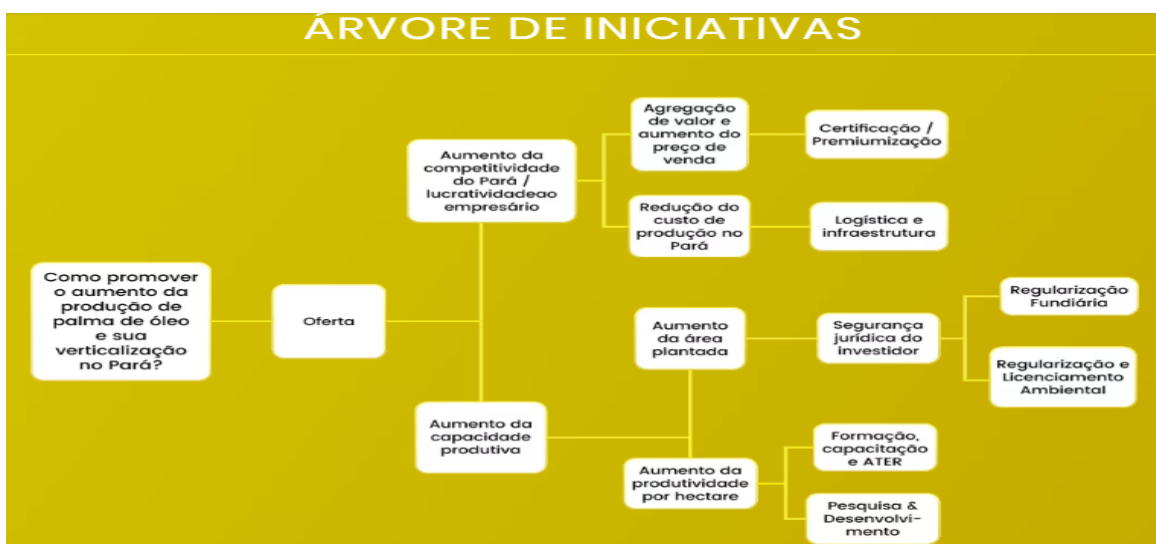 ÁRVORE DE INICIATIVAS
Como promover
o aumento da
produção de
palma de óleo
e sua
verticalização
no Pará?
Oferta
Aumento da
competitividade
do Pará /
lucratividadeao
empresário
Agregação
de valor e
aumento do
preço de
venda
Certificação /
Premiumização
Redução do
custo de
produção no
Pará
Logística e
infraestrutura
Aumento da
capacidade
produtiva
Aumento
da área
plantada
Segurança
jurídica do
investidor
Regularização
Fundiária
Regularização e
Licenciamento
Ambiental
Aumento da
produtividade
por hectare
Formação,
capacitação
e ATER
Pesquisa &
Desenvolvi-
mento